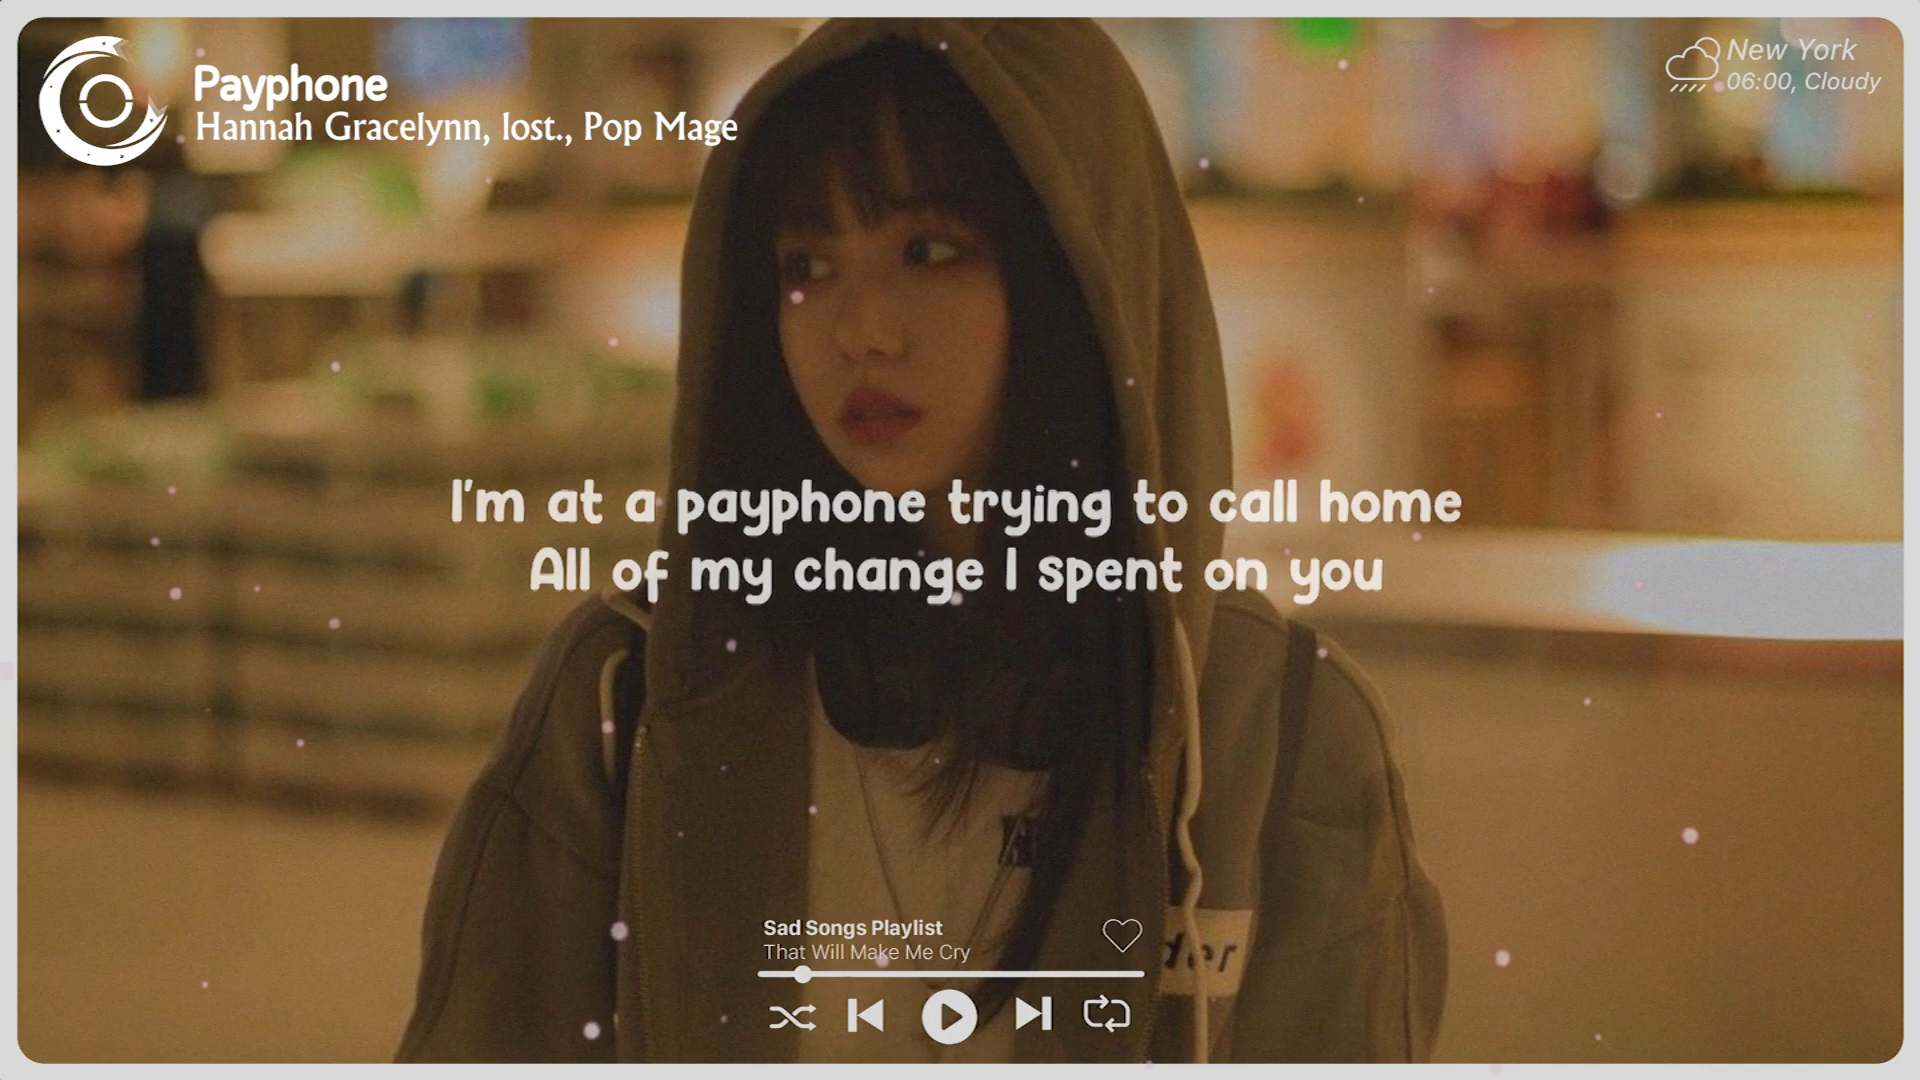 Payphone
Hannah Gracelynn, lost., Pop Mage
New York
06:00, Cloudy
I'm at a payphone trying to call home
All of my change I spent on you
Sad Songs Playlist
That Will Make Me Cry